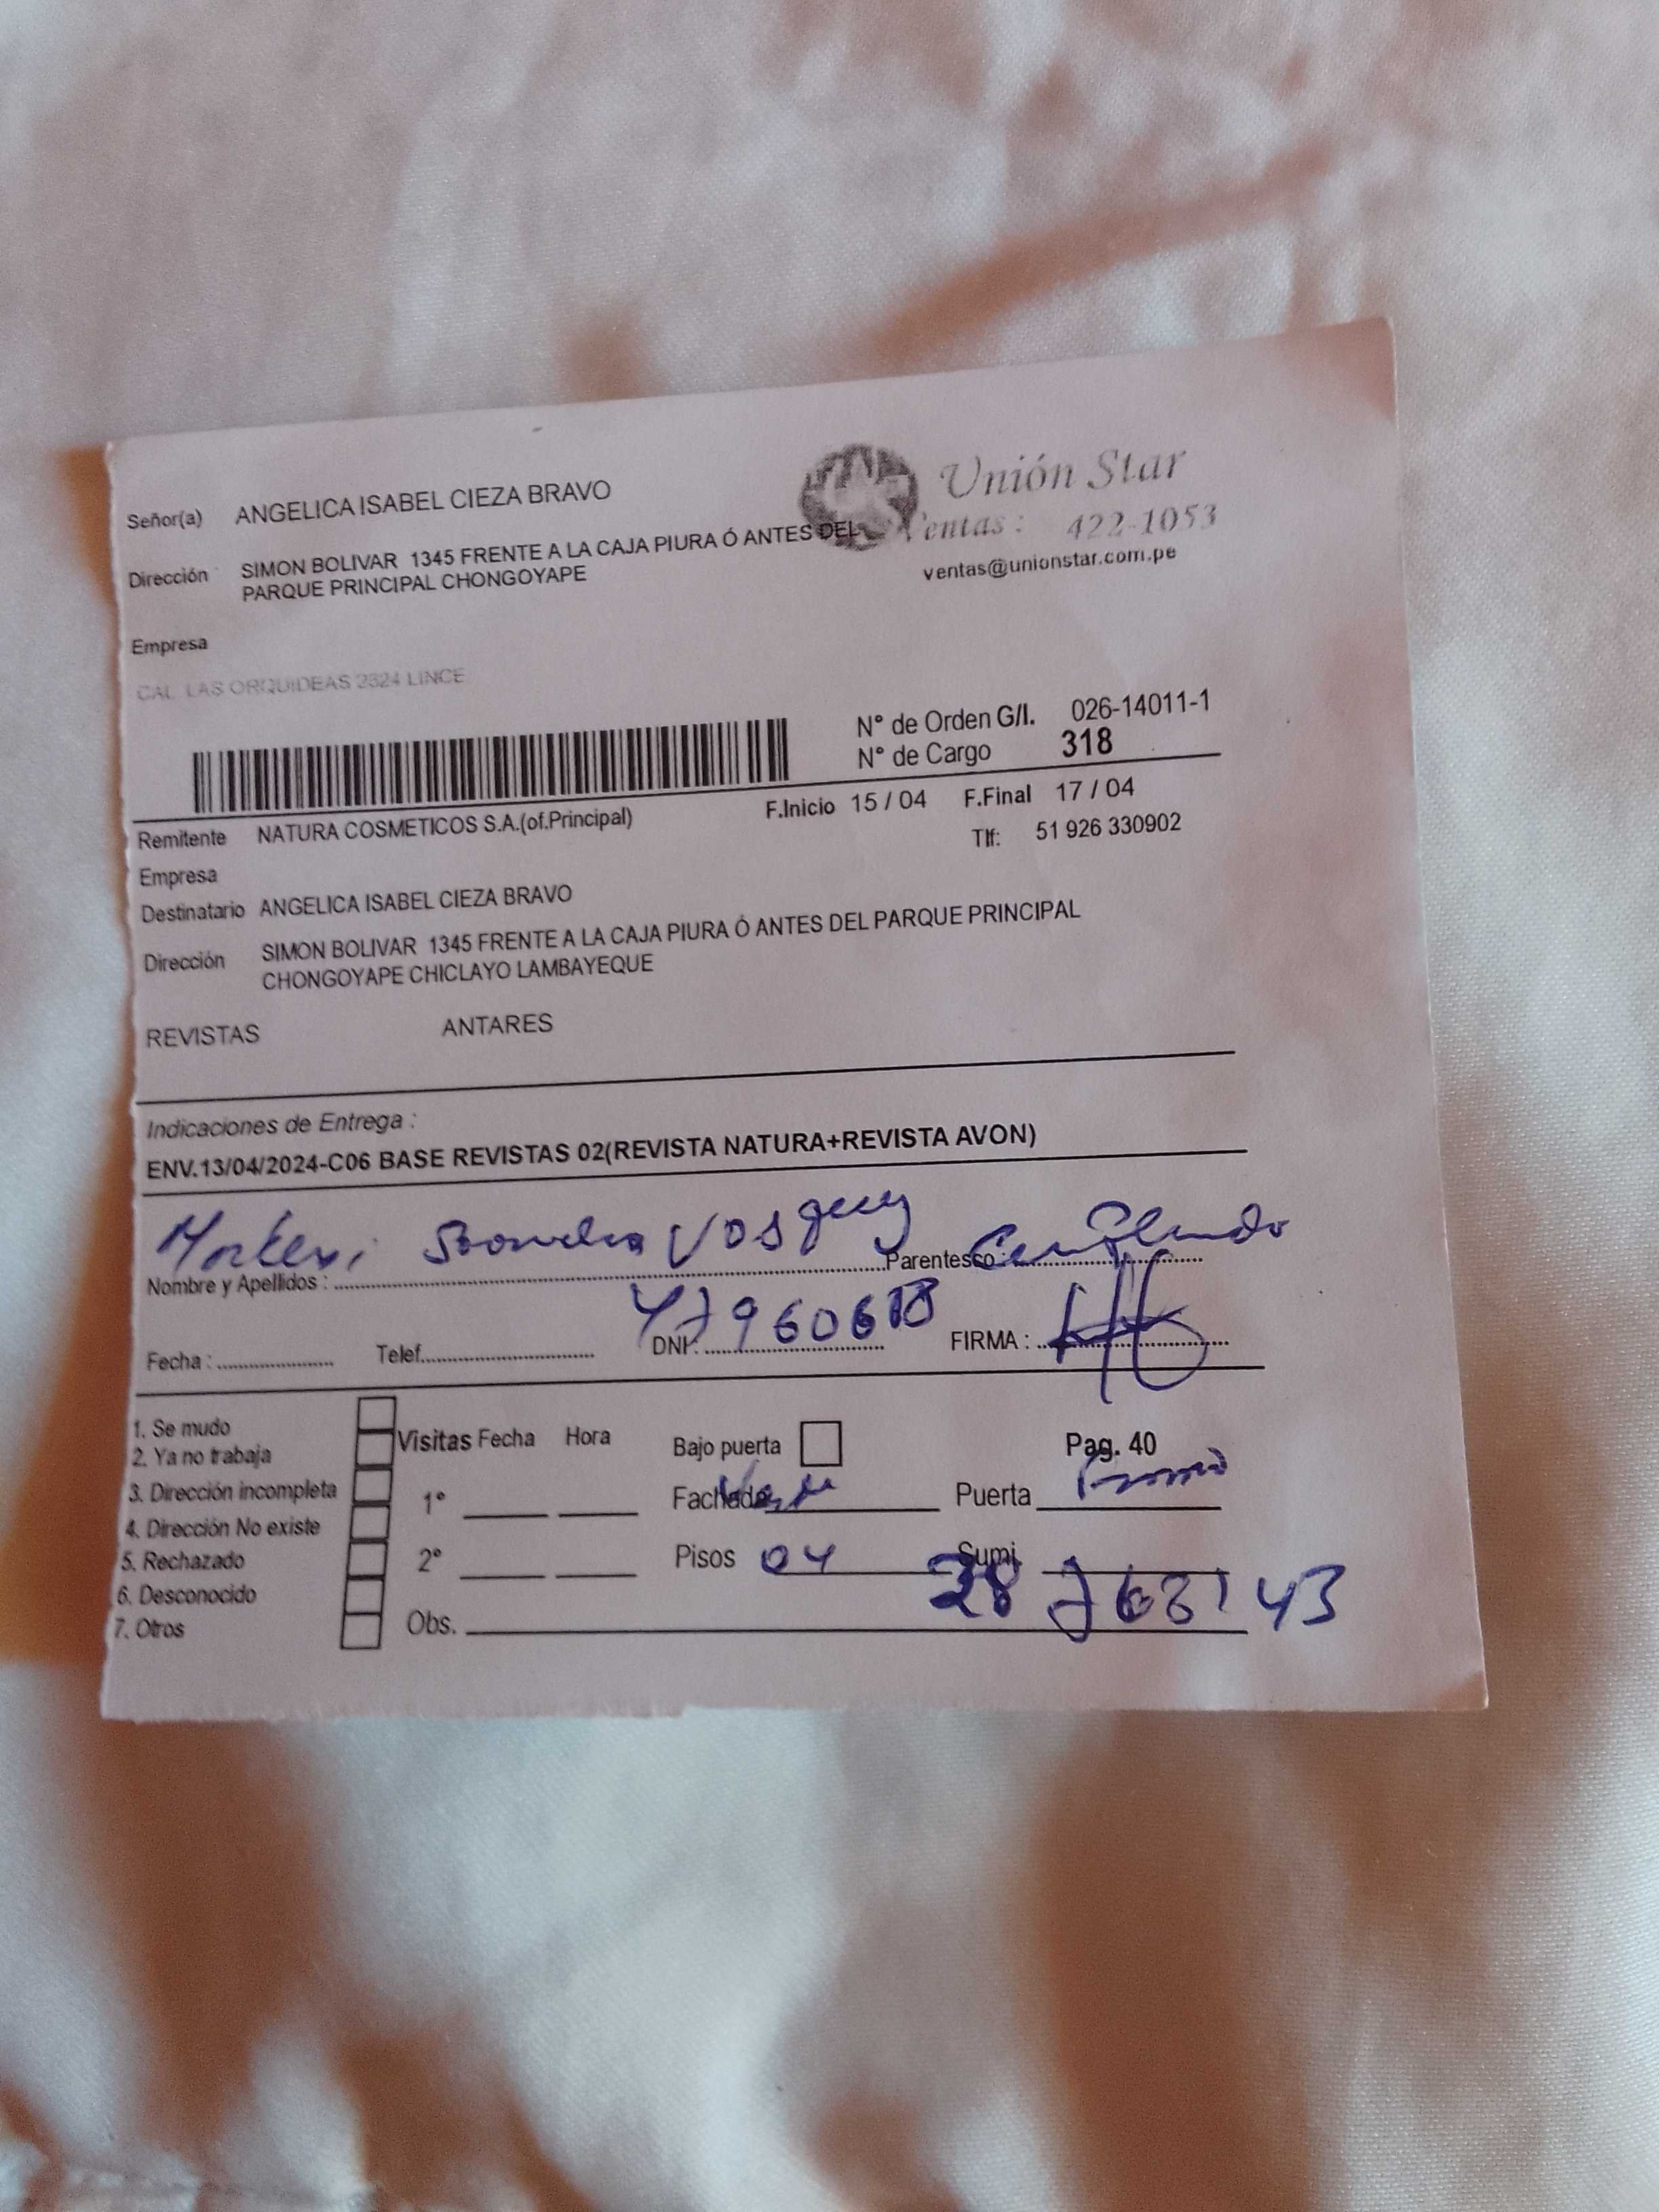 Unión Star
Señor(a) ANGELICA ISABEL CIEZA BRAVO
Ventas: 422-1053
Dirección SIMON BOLIVAR 1345 FRENTE A LA CAJA PIURA Ó ANTES DEL
PARQUE PRINCIPAL CHONGOYAPE
ventas@unionstar.com.pe
Empresa
CAL. LAS ORQUIDEAS 2624 LINCE
N° de Orden G/I. 026-14011-1
N° de Cargo 318
F.Inicio 15 / 04 F.Final 17 / 04
Remitente NATURA COSMETICOS S.A.(of.Principal)
Tlf: 51 926 330902
Empresa
Destinatario ANGELICA ISABEL CIEZA BRAVO
Dirección SIMON BOLIVAR 1345 FRENTE A LA CAJA PIURA Ó ANTES DEL PARQUE PRINCIPAL
CHONGOYAPE CHICLAYO LAMBAYEQUE
REVISTAS ANTARES
Indicaciones de Entrega :
ENV.13/04/2024-C06 BASE REVISTAS 02(REVISTA NATURA+REVISTA AVON)
Nombre y Apellidos : Parentesco :
Fecha : Telef. DNI: FIRMA :
1. Se mudo
2. Ya no trabaja
3. Dirección incompleta
4. Dirección No existe
5. Rechazado
6. Desconocido
7. Otros
Visitas Fecha Hora
1°
2°
Obs.
Bajo puerta Pag. 40
Fachada Puerta
Pisos 04 Sumi.